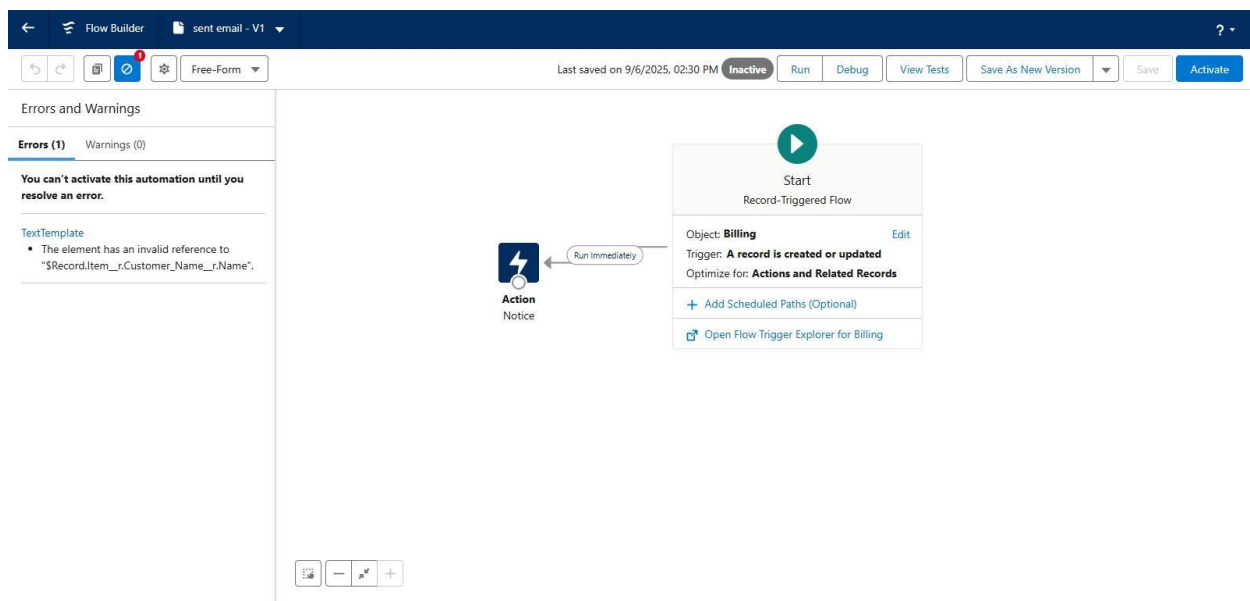 Flow Builder
sent email - V1
?
1
Free-Form
Last saved on 9/6/2025, 02:30 PM
Inactive
Run
Debug
View Tests
Save As New Version
Save
Activate
Errors and Warnings
Errors (1)
Warnings (0)
You can't activate this automation until you
resolve an error.
TextTemplate
• The element has an invalid reference to
"$Record.Item__r.Customer_Name__r.Name".
Start
Record-Triggered Flow
Object: Billing
Edit
Trigger: A record is created or updated
Optimize for: Actions and Related Records
+ Add Scheduled Paths (Optional)
Open Flow Trigger Explorer for Billing
Run Immediately
Action
Notice